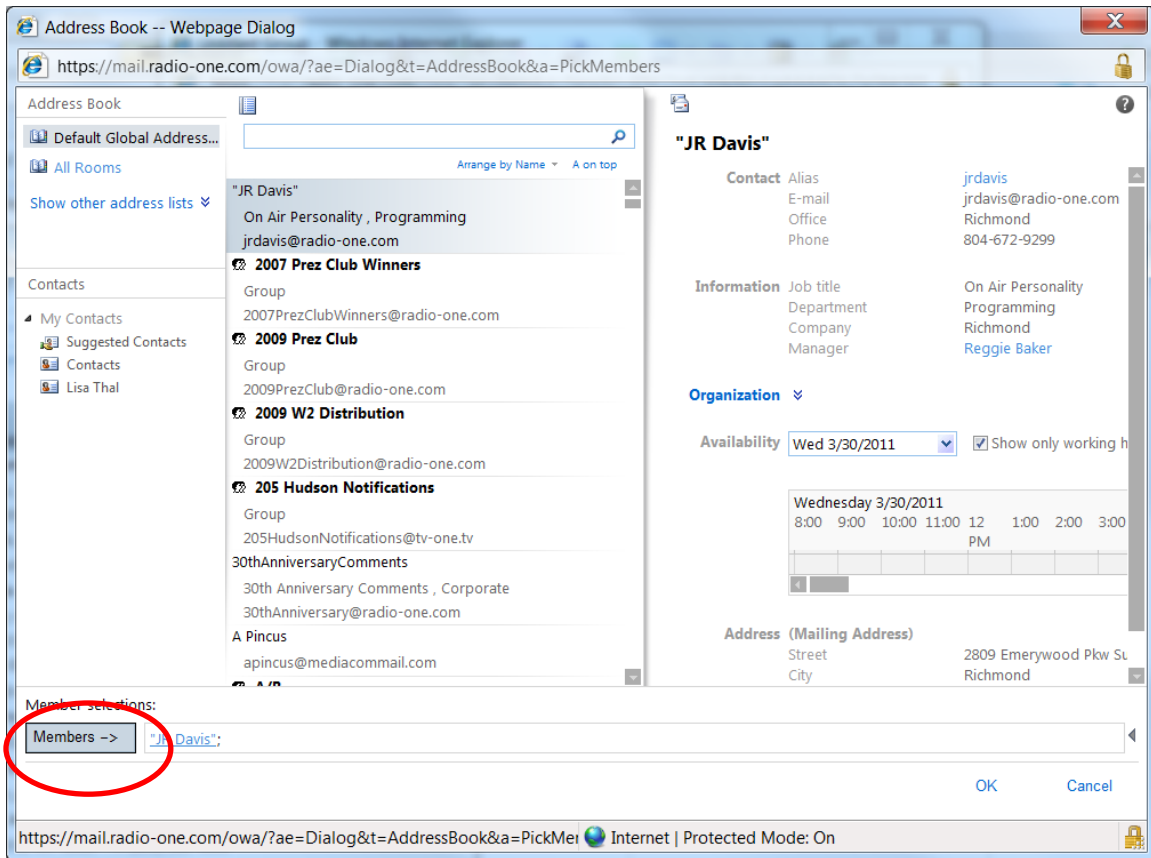 Address Book -- Webpage Dialog
https://mail.radio-one.com/owa/?ae=Dialog&t=AddressBook&a=PickMembers
Address Book
Default Global Address...
All Rooms
Show other address lists
Contacts
My Contacts
Suggested Contacts
Contacts
Lisa Thal
Arrange by Name A on top
"JR Davis"
On Air Personality , Programming
jrdavis@radio-one.com
2007 Prez Club Winners
Group
2007PrezClubWinners@radio-one.com
2009 Prez Club
Group
2009PrezClub@radio-one.com
2009 W2 Distribution
Group
2009W2Distribution@radio-one.com
205 Hudson Notifications
Group
205HudsonNotifications@tv-one.tv
30thAnniversaryComments
30th Anniversary Comments , Corporate
30thAnniversary@radio-one.com
A Pincus
apincus@mediacommail.com
"JR Davis"
Contact Alias jrdavis
E-mail jrdavis@radio-one.com
Office Richmond
Phone 804-672-9299
Information Job title On Air Personality
Department Programming
Company Richmond
Manager Reggie Baker
Organization
Availability Wed 3/30/2011 Show only working h
Wednesday 3/30/2011
8:00 9:00 10:00 11:00 12 1:00 2:00 3:00
PM
Address (Mailing Address)
Street 2809 Emerywood Pkw Su
City Richmond
Member selections:
Members -> "JR Davis";
OK Cancel
https://mail.radio-one.com/owa/?ae=Dialog&t=AddressBook&a=PickMe Internet | Protected Mode: On